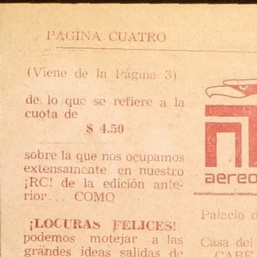 PAGINA CUATRO
(Viene de la Página 3)
de lo que se refiere a la
cuota de
$ 4.50
sobre la que nos ocupamos
extensamente en nuestro
¡RC! de la edición ante-
rior... COMO
¡LOCURAS FELICES!
podemos motejar a las
grandes ideas salidas de
aereo
Palacio d
Casa del
CARE